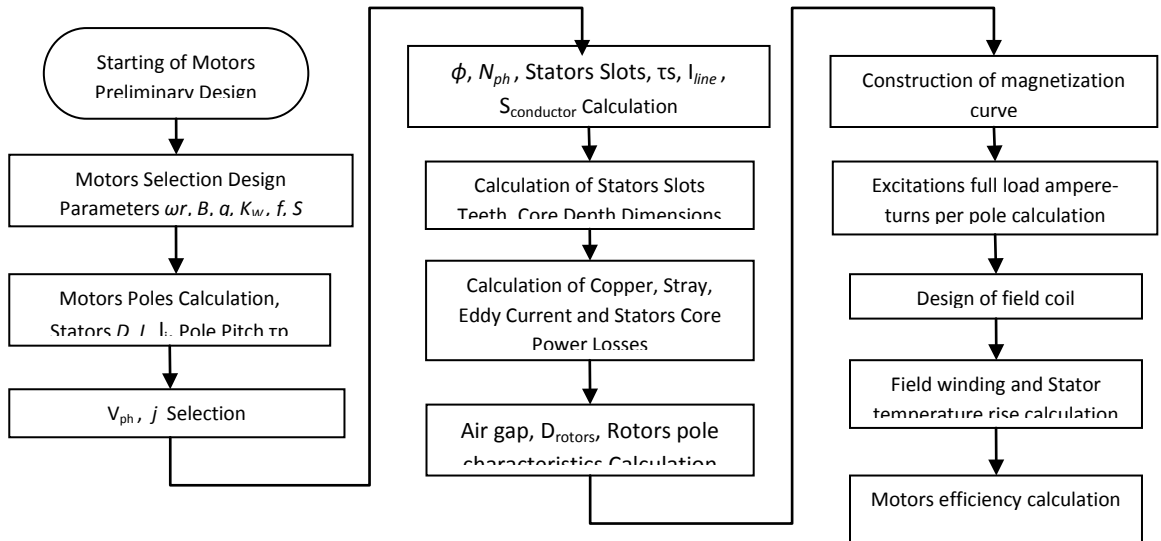 Starting of Motors
Preliminary Design
Motors Selection Design
Parameters ωr, B, q, K_W, f, S
Motors Poles Calculation,
Stators D, L, Pole Pitch τp
V_ph, j Selection
ϕ, N_ph, Stators Slots, τs, I_line,
S_conductor Calculation
Calculation of Stators Slots
Teeth, Core Depth Dimensions
Calculation of Copper, Stray,
Eddy Current and Stators Core
Power Losses
Air gap, D_rotors, Rotors pole
characteristics Calculation
Construction of magnetization
curve
Excitations full load ampere-
turns per pole calculation
Design of field coil
Field winding and Stator
temperature rise calculation
Motors efficiency calculation